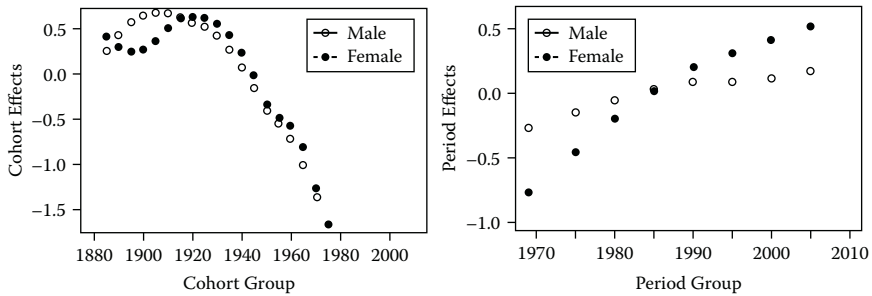 0.5
0.0
−0.5
−1.0
−1.5
Cohort Effects
Male
Female
1880 1900 1920 1940 1960 1980 2000
Cohort Group
0.5
0.0
−0.5
−1.0
Period Effects
Male
Female
1970 1980 1990 2000 2010
Period Group